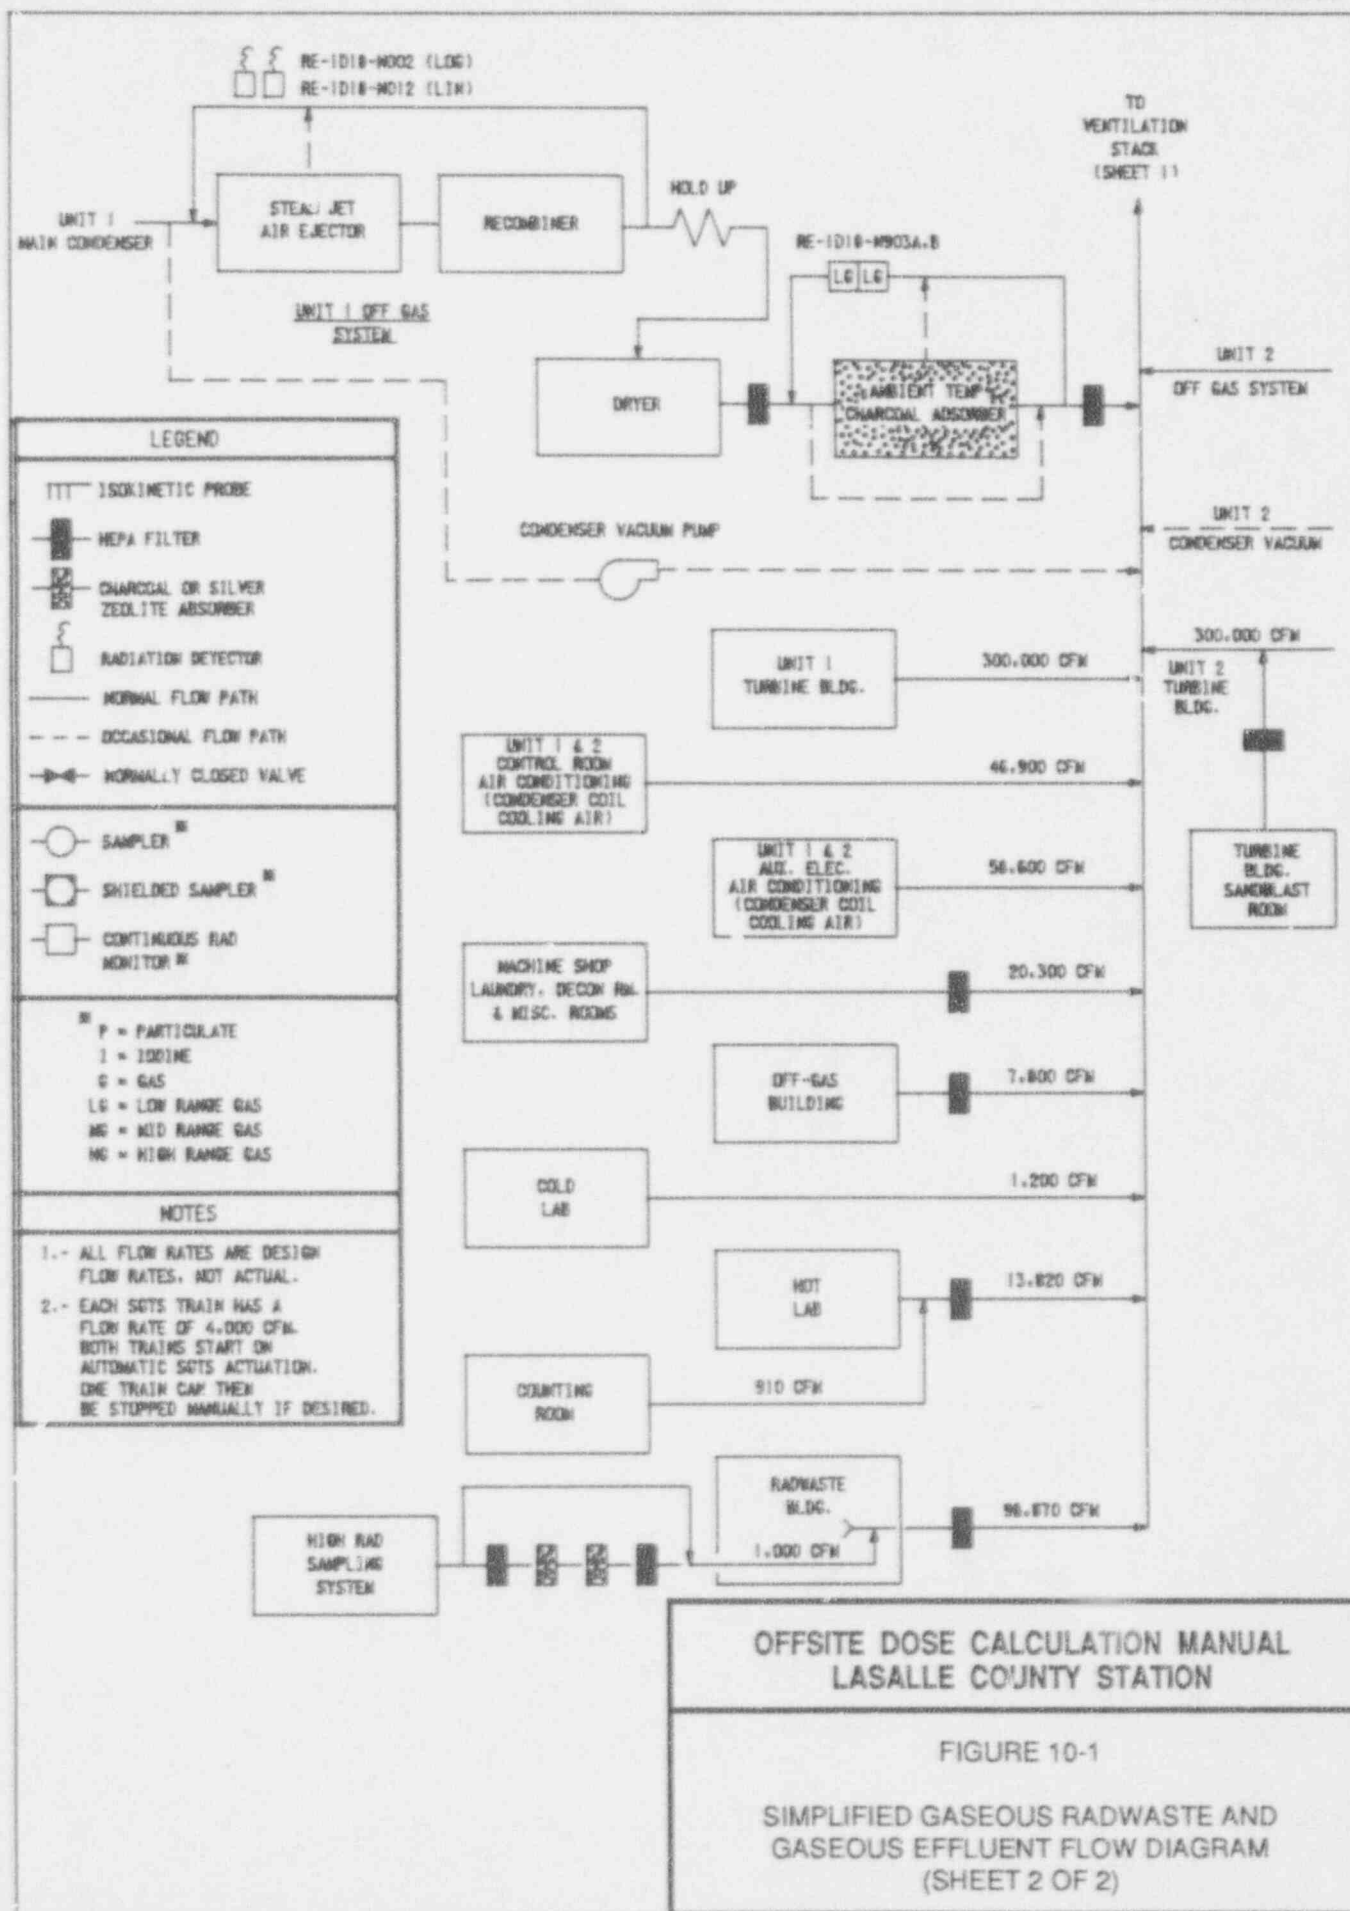 RE-1D18-N002 (LOG)
RE-1D18-N012 (LIN)
TO
VENTILATION
STACK
(SHEET 1)
UNIT 1
MAIN CONDENSER
STEAM JET
AIR EJECTOR
RECOMBINER
HOLD UP
RE-1D18-N903A.B
LG LG
UNIT 1 OFF GAS
SYSTEM
DRYER
AMBIENT TEMP
CHARCOAL ADSORBER
UNIT 2
OFF GAS SYSTEM
CONDENSER VACUUM PUMP
UNIT 2
CONDENSER VACUUM
LEGEND
ISOKINETIC PROBE
HEPA FILTER
CHARCOAL OR SILVER
ZEOLITE ABSORBER
RADIATION DETECTOR
NORMAL FLOW PATH
OCCASIONAL FLOW PATH
NORMALLY CLOSED VALVE
SAMPLER *
SHIELDED SAMPLER *
CONTINUOUS RAD
MONITOR *
* P = PARTICULATE
I = IODINE
G = GAS
LG = LOW RANGE GAS
MG = MID RANGE GAS
HG = HIGH RANGE GAS
NOTES
1.- ALL FLOW RATES ARE DESIGN
FLOW RATES, NOT ACTUAL.
2.- EACH SGTS TRAIN HAS A
FLOW RATE OF 4,000 CFM.
BOTH TRAINS START ON
AUTOMATIC SGTS ACTUATION.
ONE TRAIN CAN THEN
BE STOPPED MANUALLY IF DESIRED.
UNIT 1
TURBINE BLDG.
300,000 CFM
300,000 CFM
UNIT 2
TURBINE
BLDG.
UNIT 1 & 2
CONTROL ROOM
AIR CONDITIONING
(CONDENSER COIL
COOLING AIR)
46,900 CFM
UNIT 1 & 2
AUX. ELEC.
AIR CONDITIONING
(CONDENSER COIL
COOLING AIR)
58,600 CFM
TURBINE
BLDG.
SANDBLAST
ROOM
MACHINE SHOP
LAUNDRY, DECON RM.
& MISC. ROOMS
20,300 CFM
OFF-GAS
BUILDING
7,800 CFM
COLD
LAB
1,200 CFM
HOT
LAB
13,820 CFM
COUNTING
ROOM
910 CFM
HIGH RAD
SAMPLING
SYSTEM
RADWASTE
BLDG.
1,000 CFM
98,870 CFM
OFFSITE DOSE CALCULATION MANUAL
LASALLE COUNTY STATION
FIGURE 10-1
SIMPLIFIED GASEOUS RADWASTE AND
GASEOUS EFFLUENT FLOW DIAGRAM
(SHEET 2 OF 2)